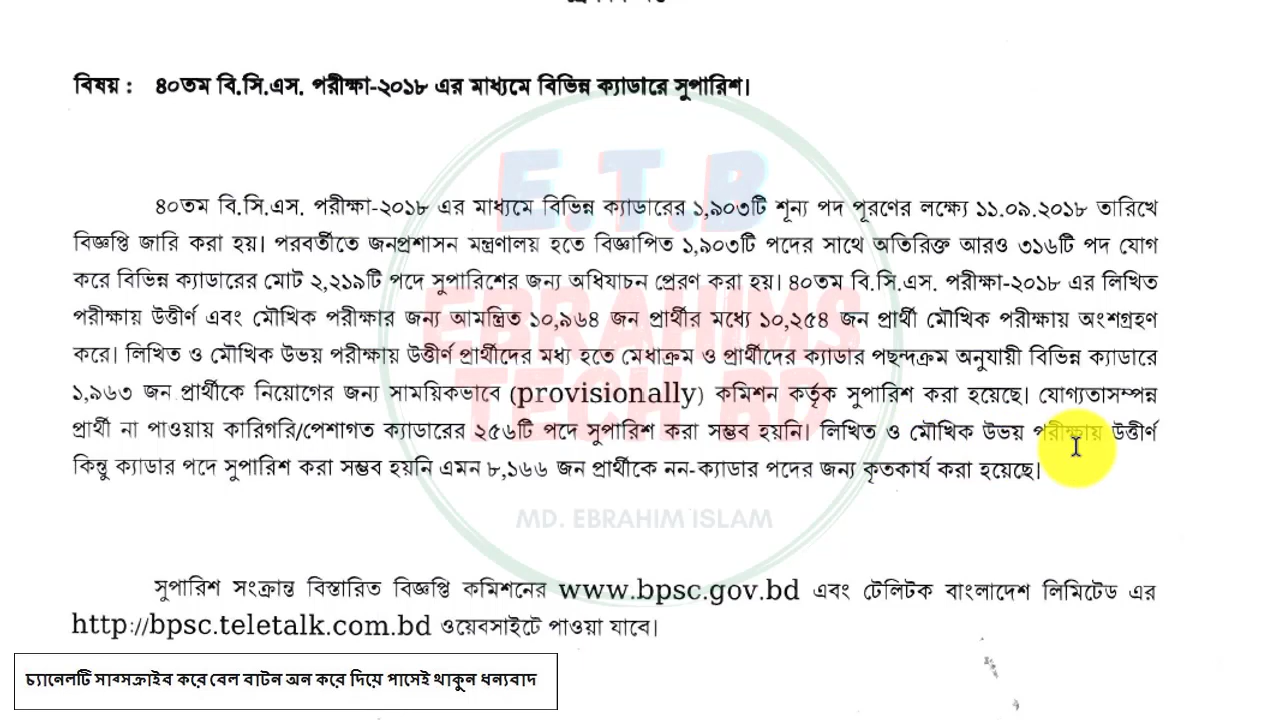 বিষয় : ৪০তম বি.সি.এস. পরীক্ষা-২০১৮ এর মাধ্যমে বিভিন্ন ক্যাডারে সুপারিশ।
E.T.B
৪০তম বি.সি.এস. পরীক্ষা-২০১৮ এর মাধ্যমে বিভিন্ন ক্যাডারের ১,৯০৩টি শূন্য পদ পূরণের লক্ষ্যে ১১.০৯.২০১৮ তারিখে
বিজ্ঞপ্তি জারি করা হয়। পরবর্তীতে জনপ্রশাসন মন্ত্রণালয় হতে বিজ্ঞাপিত ১,৯০৩টি পদের সাথে অতিরিক্ত আরও ৩১৬টি পদ যোগ
করে বিভিন্ন ক্যাডারের মোট ২,২১৯টি পদে সুপারিশের জন্য অধিযাচন প্রেরণ করা হয়। ৪০তম বি.সি.এস. পরীক্ষা-২০১৮ এর লিখিত
পরীক্ষায় উত্তীর্ণ এবং মৌখিক পরীক্ষার জন্য আমন্ত্রিত ১০,৯৬৪ জন প্রার্থীর মধ্যে ১০,২৫৪ জন প্রার্থী মৌখিক পরীক্ষায় অংশগ্রহণ
করে। লিখিত ও মৌখিক উভয় পরীক্ষায় উত্তীর্ণ প্রার্থীদের মধ্য হতে মেধাক্রম ও প্রার্থীদের ক্যাডার পছন্দক্রম অনুযায়ী বিভিন্ন ক্যাডারে
১,৯৬৩ জন প্রার্থীকে নিয়োগের জন্য সাময়িকভাবে (provisionally) কমিশন কর্তৃক সুপারিশ করা হয়েছে। যোগ্যতাসম্পন্ন
প্রার্থী না পাওয়ায় কারিগরি/পেশাগত ক্যাডারের ২৫৬টি পদে সুপারিশ করা সম্ভব হয়নি। লিখিত ও মৌখিক উভয় পরীক্ষায় উত্তীর্ণ
কিন্তু ক্যাডার পদে সুপারিশ করা সম্ভব হয়নি এমন ৮,১৬৬ জন প্রার্থীকে নন-ক্যাডার পদের জন্য কৃতকার্য করা হয়েছে।
EBRAHIMS
TECH BD
MD. EBRAHIM ISLAM
সুপারিশ সংক্রান্ত বিস্তারিত বিজ্ঞপ্তি কমিশনের www.bpsc.gov.bd এবং টেলিটক বাংলাদেশ লিমিটেড এর
http://bpsc.teletalk.com.bd ওয়েবসাইটে পাওয়া যাবে।
চ্যানেলটি সাবসক্রাইব করে বেল বাটন অন করে দিয়ে পাসেই থাকুন ধন্যবাদ